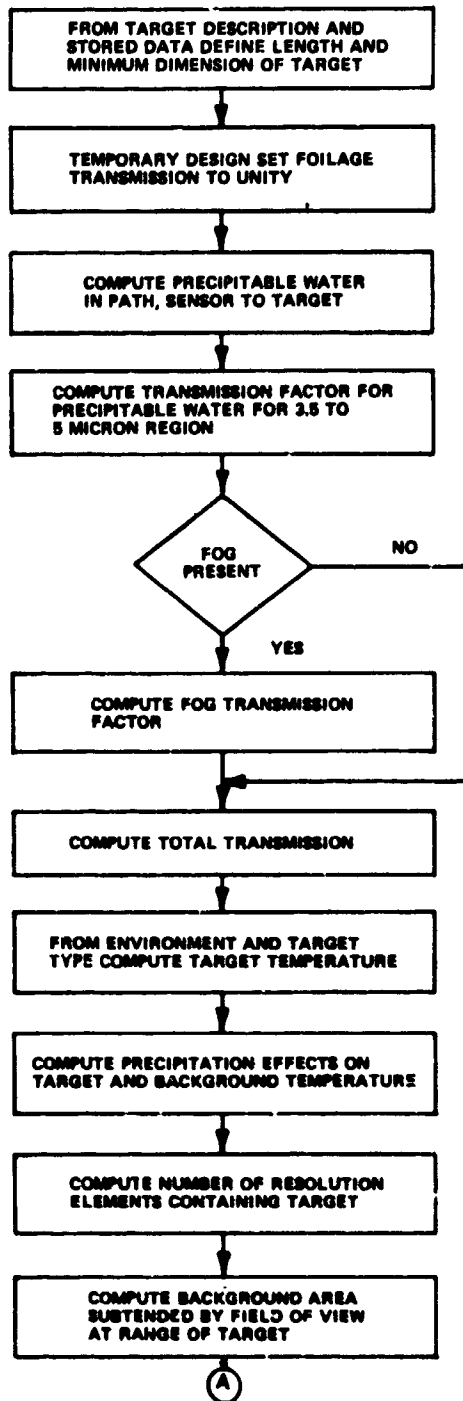 FROM TARGET DESCRIPTION AND
STORED DATA DEFINE LENGTH AND
MINIMUM DIMENSION OF TARGET
TEMPORARY DESIGN SET FOILAGE
TRANSMISSION TO UNITY
COMPUTE PRECIPITABLE WATER
IN PATH, SENSOR TO TARGET
COMPUTE TRANSMISSION FACTOR FOR
PRECIPITABLE WATER FOR 3.5 TO
5 MICRON REGION
FOG
PRESENT
NO
YES
COMPUTE FOG TRANSMISSION
FACTOR
COMPUTE TOTAL TRANSMISSION
FROM ENVIRONMENT AND TARGET
TYPE COMPUTE TARGET TEMPERATURE
COMPUTE PRECIPITATION EFFECTS ON
TARGET AND BACKGROUND TEMPERATURE
COMPUTE NUMBER OF RESOLUTION
ELEMENTS CONTAINING TARGET
COMPUTE BACKGROUND AREA
SUBTENDED BY FIELD OF VIEW
AT RANGE OF TARGET
A